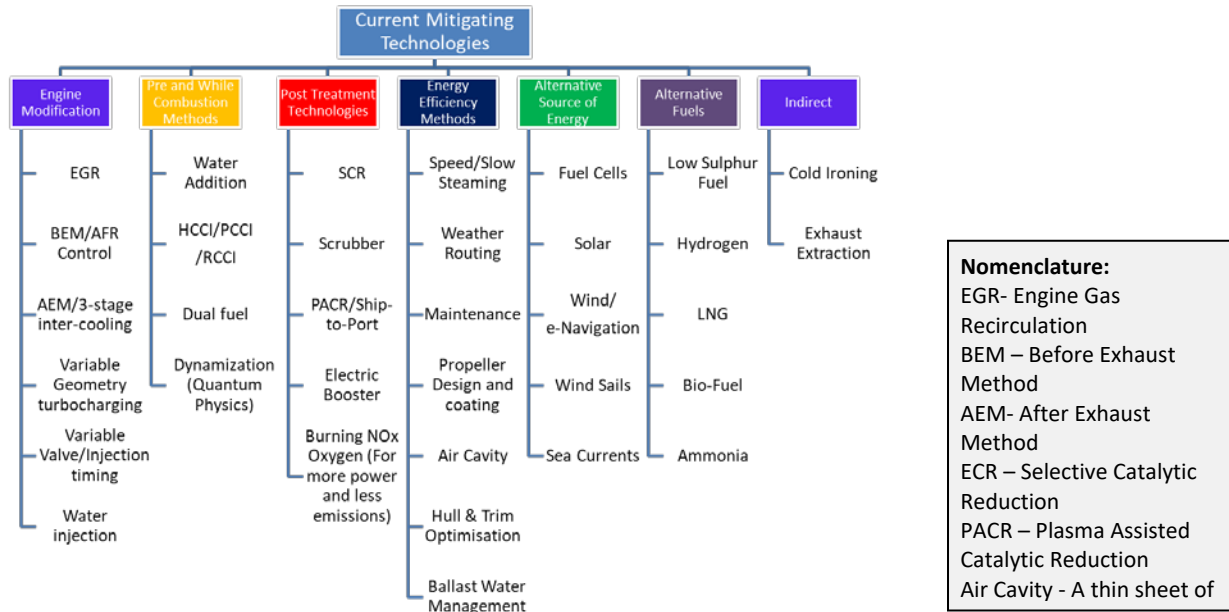 Current Mitigating
Technologies
Engine
Modification
EGR
BEM/AFR
Control
AEM/3-stage
inter-cooling
Variable
Geometry
turbocharging
Variable
Valve/Injection
timing
Water
injection
Pre and While
Combustion
Methods
Water
Addition
HCCI/PCCI
/RCCI
Dual fuel
Dynamization
(Quantum
Physics)
Post Treatment
Technologies
SCR
Scrubber
PACR/Ship-
to-Port
Electric
Booster
Burning NOx
Oxygen (For
more power
and less
emissions)
Energy
Efficiency
Methods
Speed/Slow
Steaming
Weather
Routing
Maintenance
Propeller
Design and
coating
Air Cavity
Hull & Trim
Optimisation
Ballast Water
Management
Alternative
Source of
Energy
Fuel Cells
Solar
Wind/
e-Navigation
Wind Sails
Sea Currents
Alternative
Fuels
Low Sulphur
Fuel
Hydrogen
LNG
Bio-Fuel
Ammonia
Indirect
Cold Ironing
Exhaust
Extraction
Nomenclature:
EGR- Engine Gas
Recirculation
BEM – Before Exhaust
Method
AEM- After Exhaust
Method
ECR – Selective Catalytic
Reduction
PACR – Plasma Assisted
Catalytic Reduction
Air Cavity - A thin sheet of